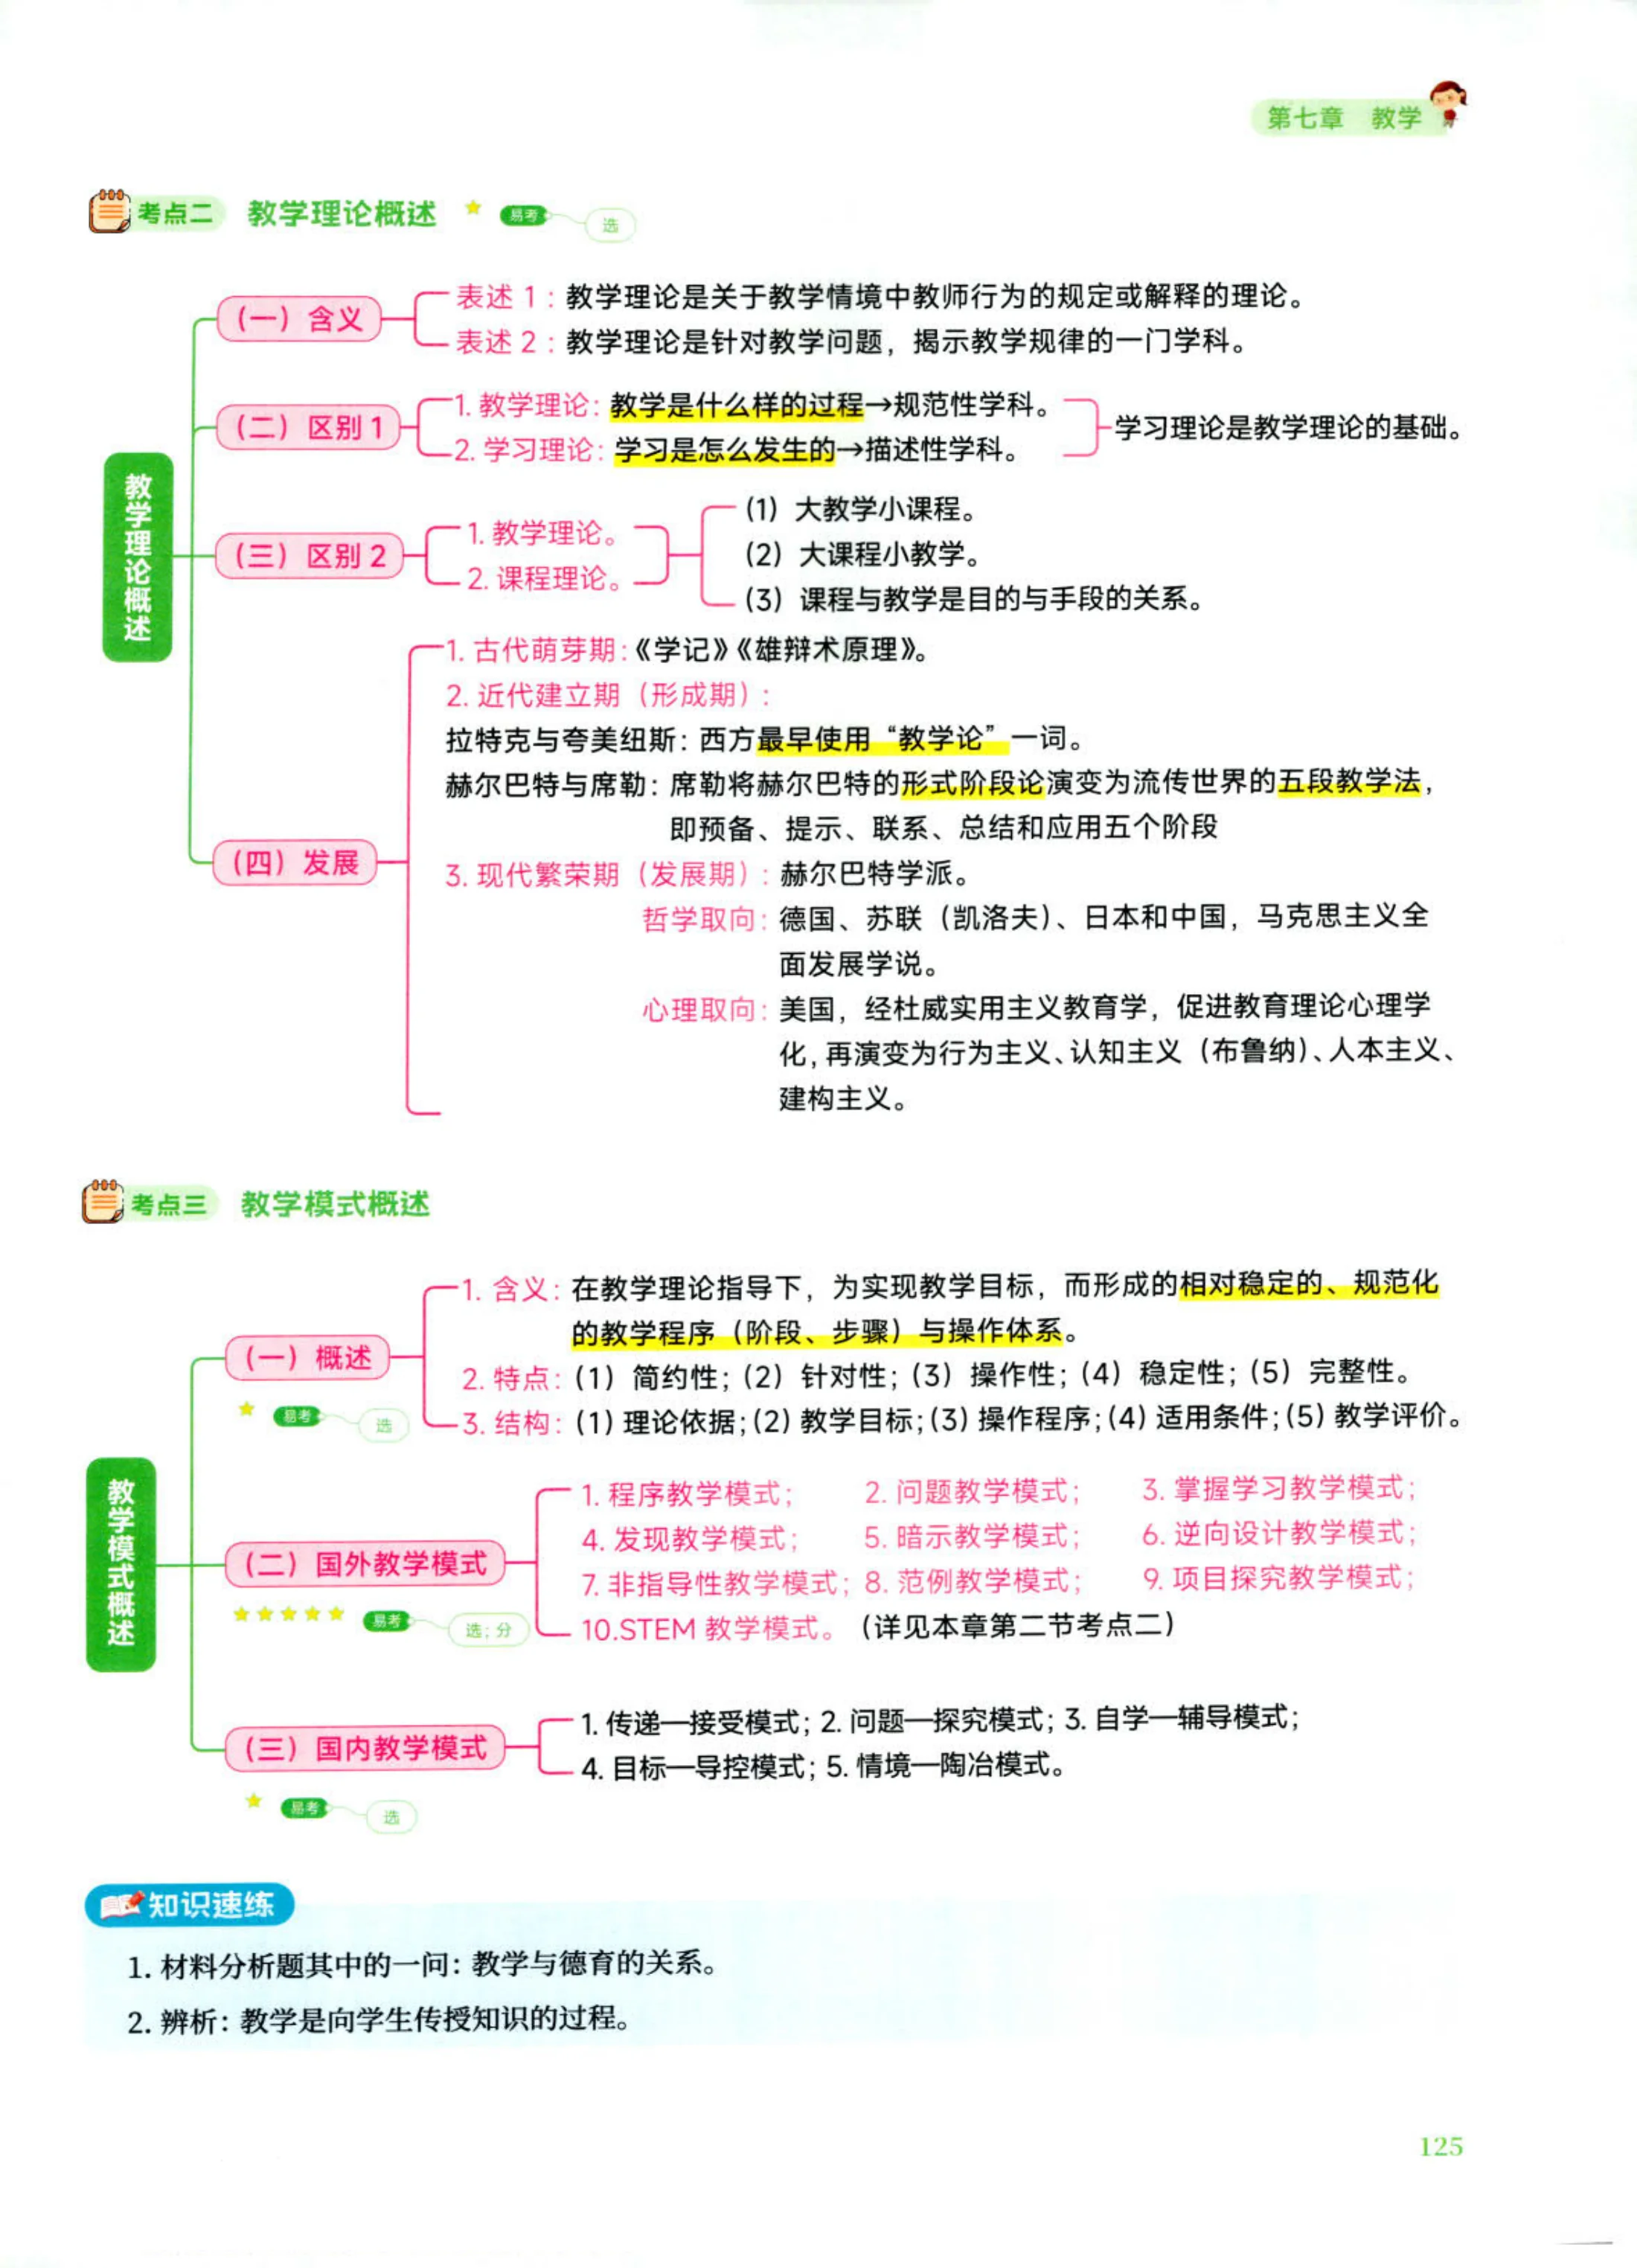 第七章 教学
考点二 教学理论概述 易考 选
教学理论概述
（一）含义
表述 1：教学理论是关于教学情境中教师行为的规定或解释的理论。
表述 2：教学理论是针对教学问题，揭示教学规律的一门学科。
（二）区别 1
1. 教学理论：教学是什么样的过程→规范性学科。
2. 学习理论：学习是怎么发生的→描述性学科。
学习理论是教学理论的基础。
（三）区别 2
1. 教学理论。
2. 课程理论。
（1）大教学小课程。
（2）大课程小教学。
（3）课程与教学是目的与手段的关系。
（四）发展
1. 古代萌芽期：《学记》《雄辩术原理》。
2. 近代建立期（形成期）：
拉特克与夸美纽斯：西方最早使用“教学论”一词。
赫尔巴特与席勒：席勒将赫尔巴特的形式阶段论演变为流传世界的五段教学法，
即预备、提示、联系、总结和应用五个阶段
3. 现代繁荣期（发展期）：赫尔巴特学派。
哲学取向：德国、苏联（凯洛夫）、日本和中国，马克思主义全
面发展学说。
心理取向：美国，经杜威实用主义教育学，促进教育理论心理学
化，再演变为行为主义、认知主义（布鲁纳）、人本主义、
建构主义。
考点三 教学模式概述
教学模式概述
（一）概述
易考 选
1. 含义：在教学理论指导下，为实现教学目标，而形成的相对稳定的、规范化
的教学程序（阶段、步骤）与操作体系。
2. 特点：（1）简约性；（2）针对性；（3）操作性；（4）稳定性；（5）完整性。
3. 结构：（1）理论依据；（2）教学目标；（3）操作程序；（4）适用条件；（5）教学评价。
（二）国外教学模式
易考 选；分
1. 程序教学模式； 2. 问题教学模式； 3. 掌握学习教学模式；
4. 发现教学模式； 5. 暗示教学模式； 6. 逆向设计教学模式；
7. 非指导性教学模式；8. 范例教学模式； 9. 项目探究教学模式；
10.STEM 教学模式。（详见本章第二节考点二）
（三）国内教学模式
易考 选
1. 传递—接受模式；2. 问题—探究模式；3. 自学—辅导模式；
4. 目标—导控模式；5. 情境—陶冶模式。
知识速练
1. 材料分析题其中的一问：教学与德育的关系。
2. 辨析：教学是向学生传授知识的过程。
125